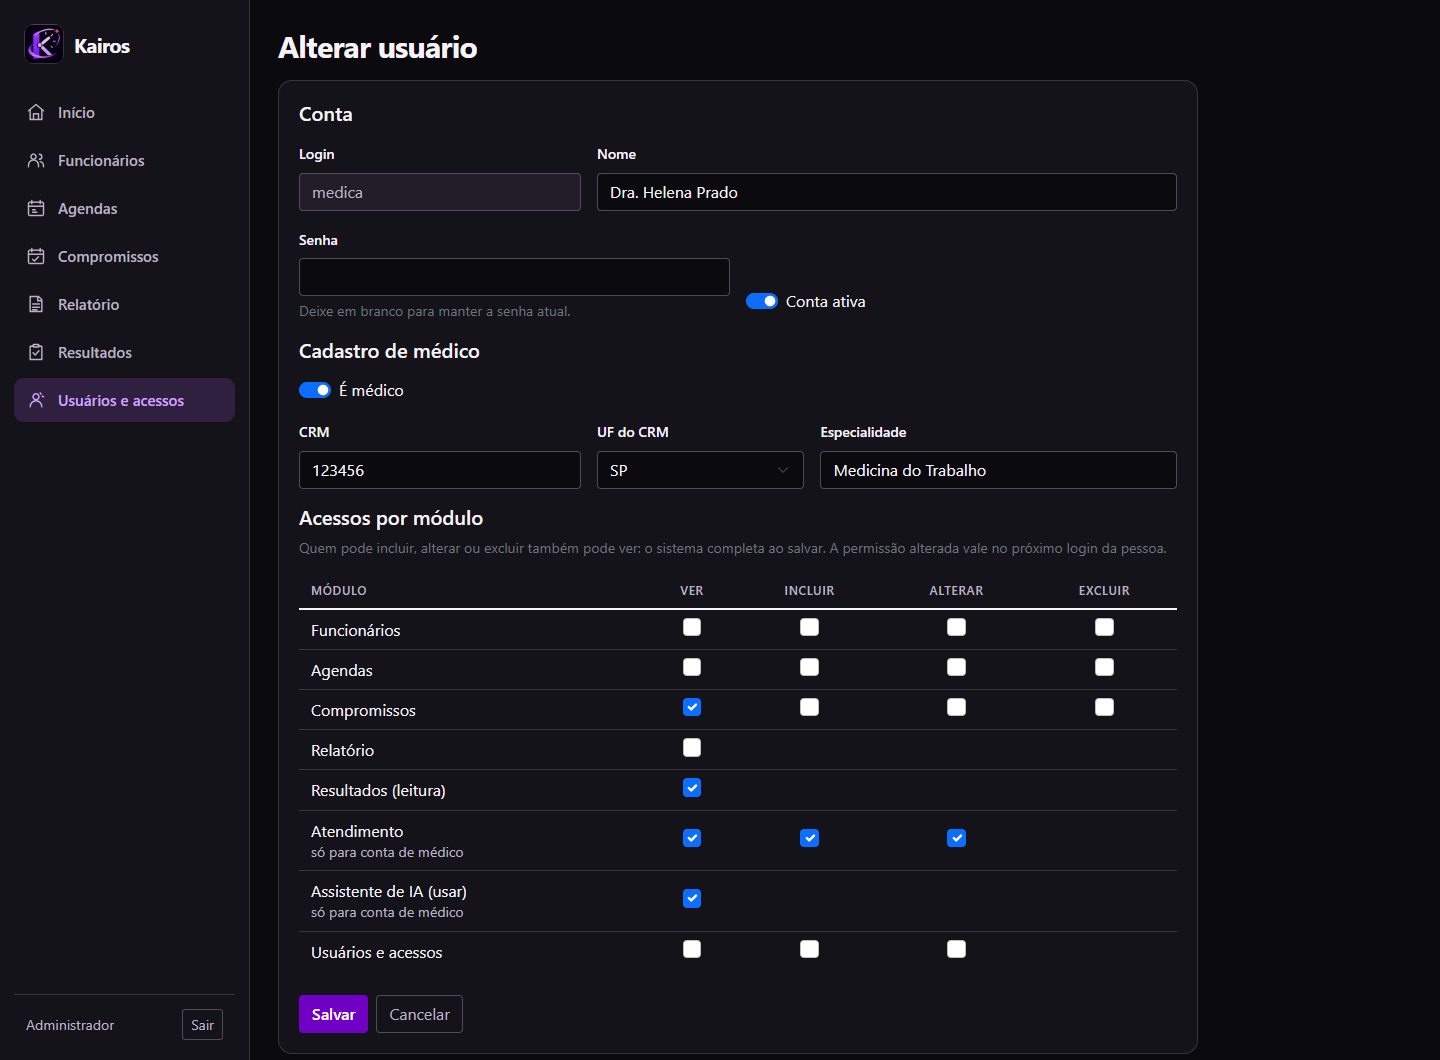 Kairos
Início
Funcionários
Agendas
Compromissos
Relatório
Resultados
Usuários e acessos
Administrador
Sair
Alterar usuário
Conta
Login
Nome
medica
Dra. Helena Prado
Senha
Deixe em branco para manter a senha atual.
Conta ativa
Cadastro de médico
É médico
CRM
UF do CRM
Especialidade
123456
SP
Medicina do Trabalho
Acessos por módulo
Quem pode incluir, alterar ou excluir também pode ver: o sistema completa ao salvar. A permissão alterada vale no próximo login da pessoa.
MÓDULO VER INCLUIR ALTERAR EXCLUIR
Funcionários
Agendas
Compromissos
Relatório
Resultados (leitura)
Atendimento
só para conta de médico
Assistente de IA (usar)
só para conta de médico
Usuários e acessos
Salvar
Cancelar